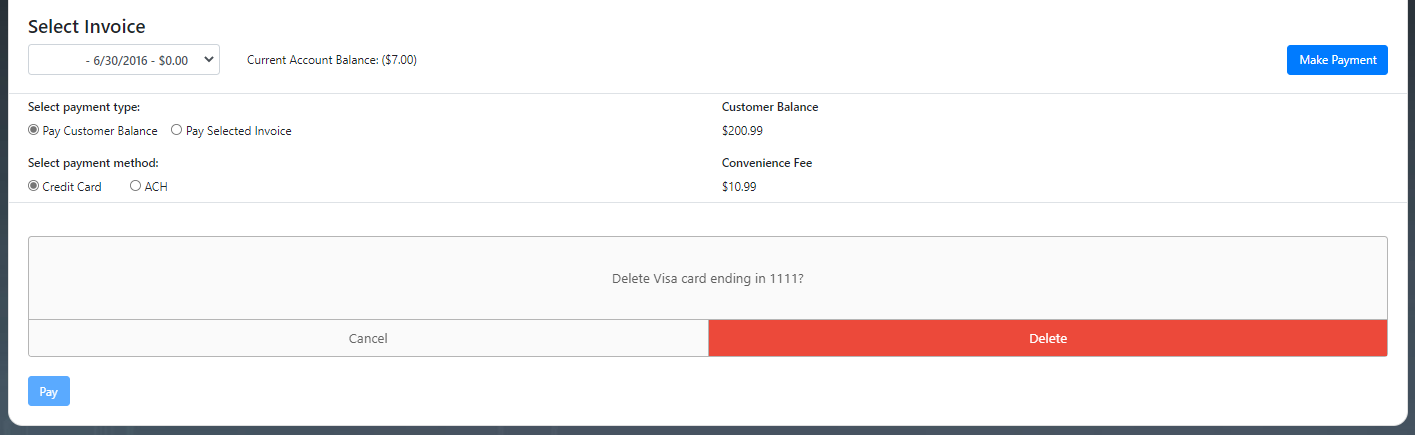 Select Invoice
- 6/30/2016 - $0.00
Current Account Balance: ($7.00)
Make Payment
Select payment type:
Customer Balance
Pay Customer Balance
Pay Selected Invoice
$200.99
Select payment method:
Convenience Fee
Credit Card
ACH
$10.99
Delete Visa card ending in 1111?
Cancel
Delete
Pay